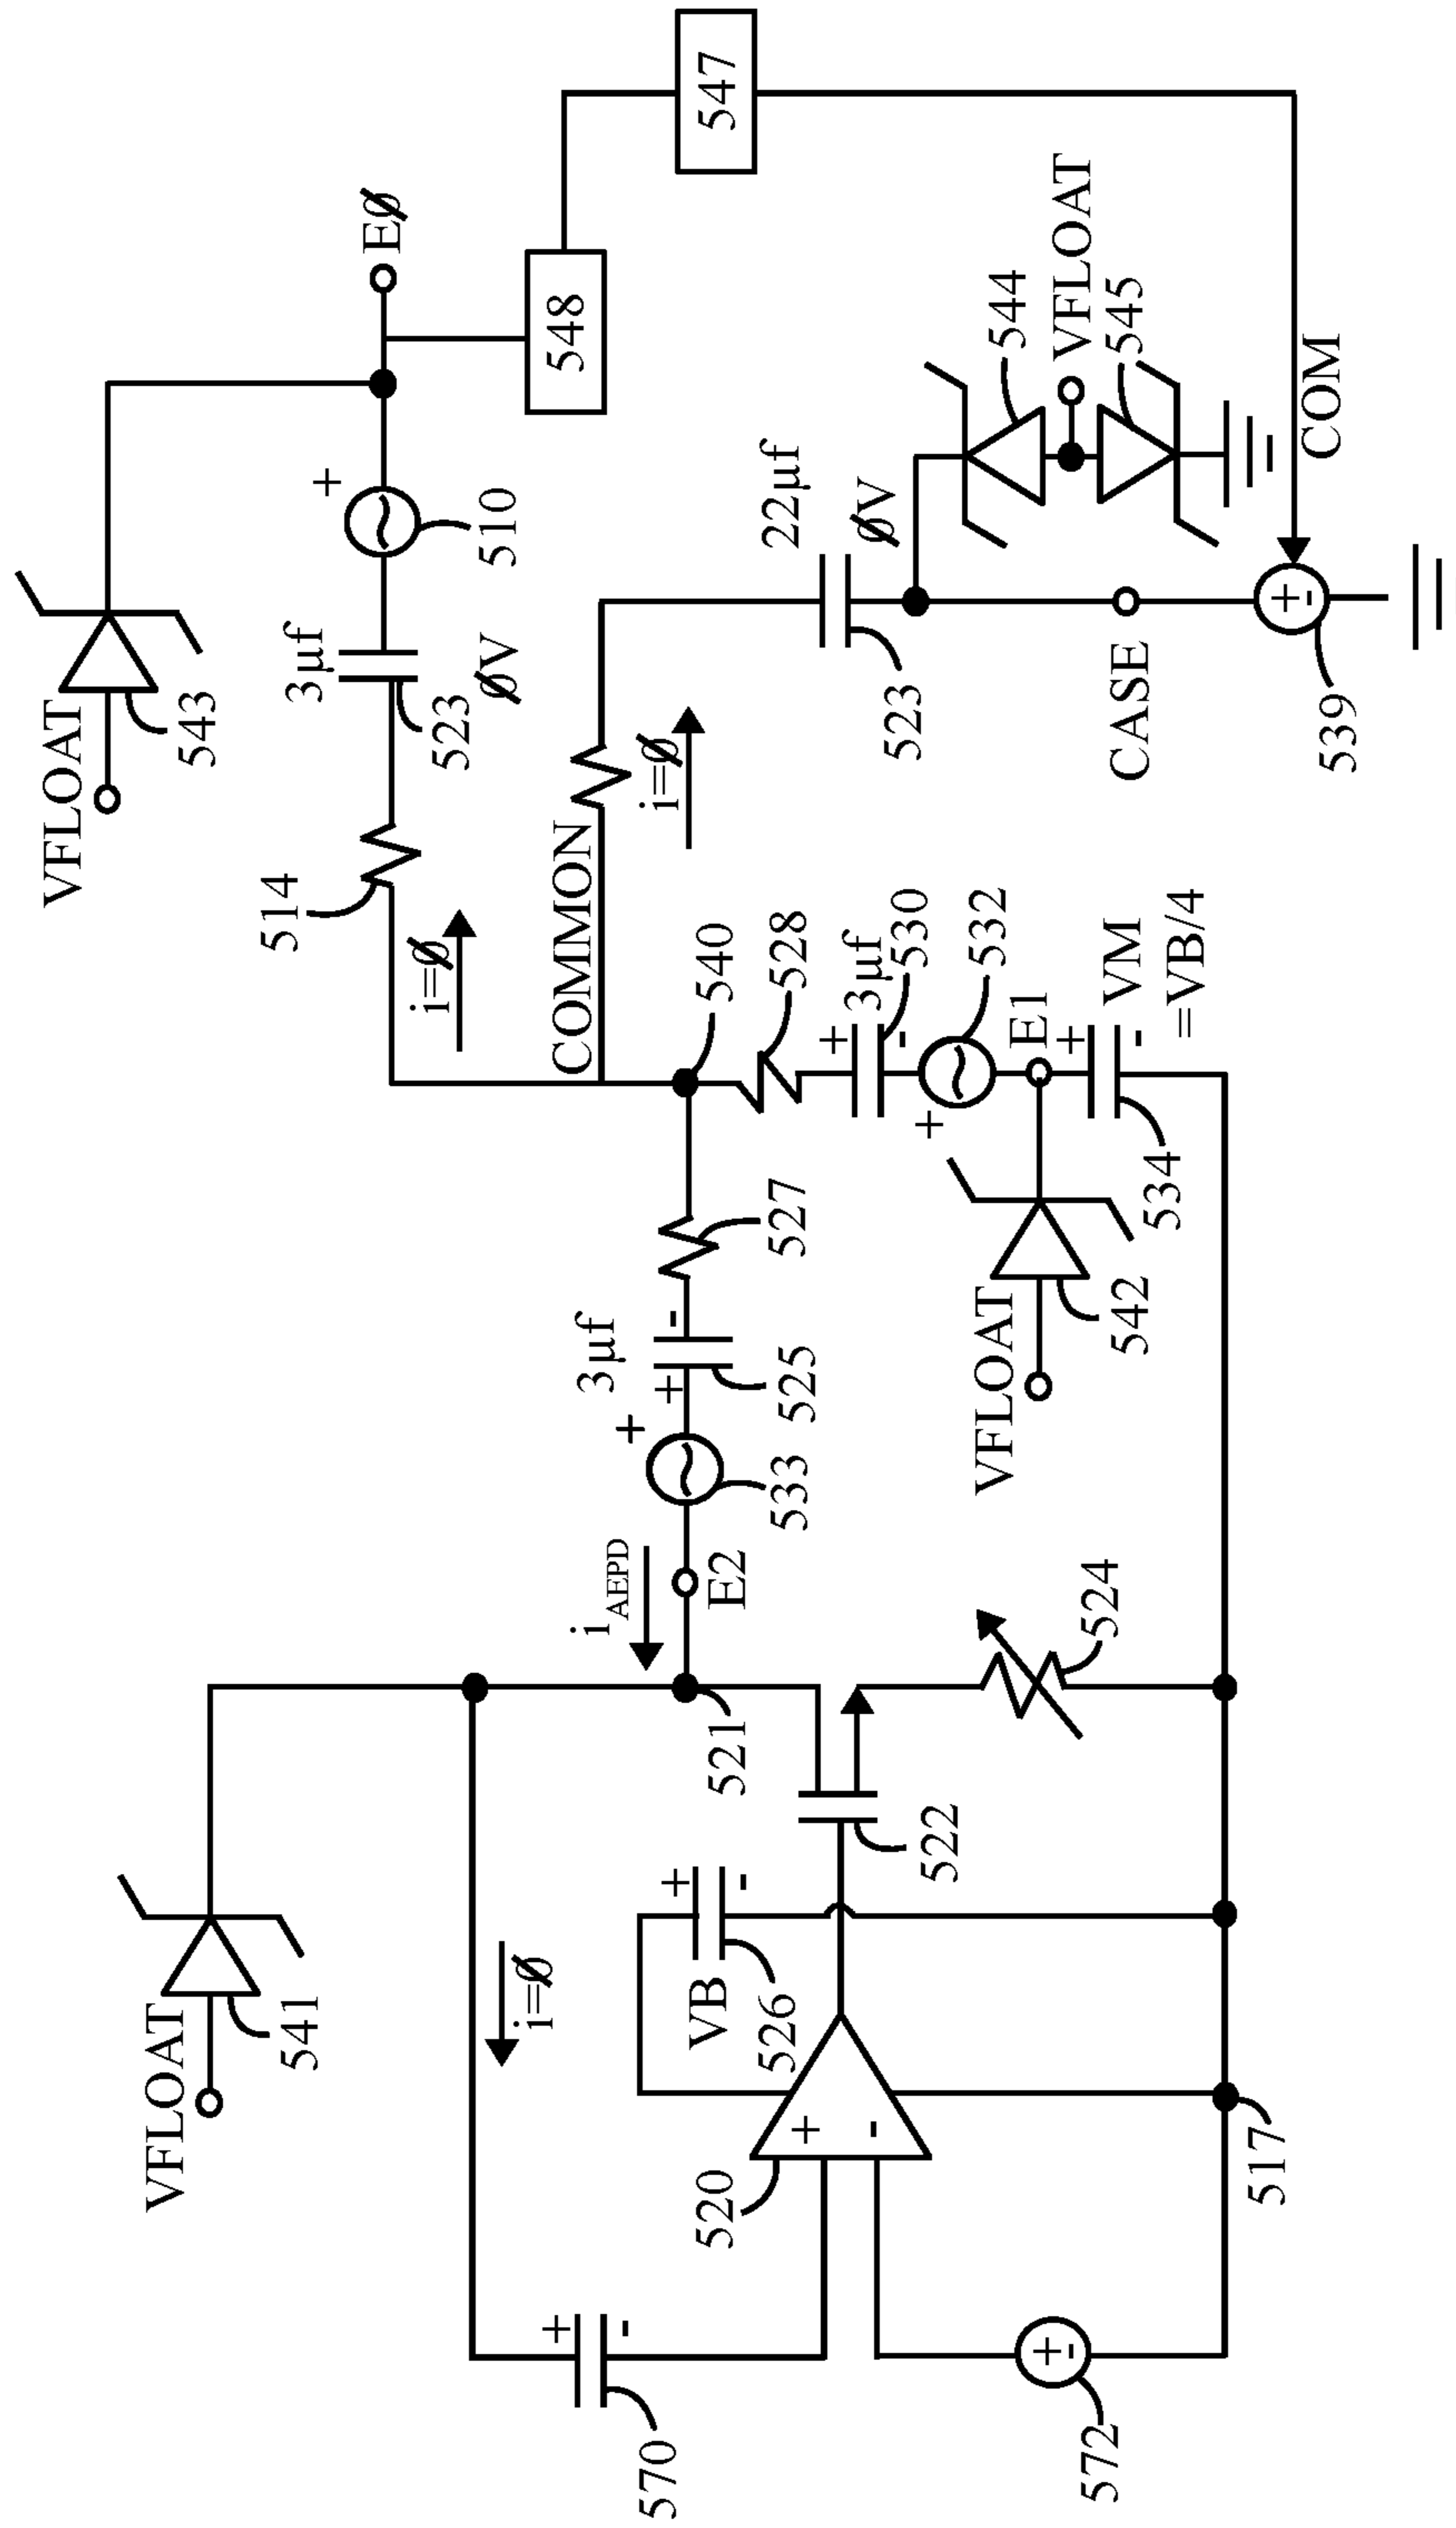 VFLOAT
541
VFLOAT
543
514
3µf
+
EØ
523
ØV
510
i=Ø
548
547
i=Ø
i AEPD
COMMON
3µf
+
+
-
E2
533
525
527
540
i=Ø
22µf
ØV
523
544
VFLOAT
545
521
VB
+
-
526
+
-
570
520
+
-
522
528
+
3µf
-
530
532
+
E1
+
-
VM
=VB/4
534
VFLOAT
542
524
CASE
COM
+
-
539
+
-
572
517